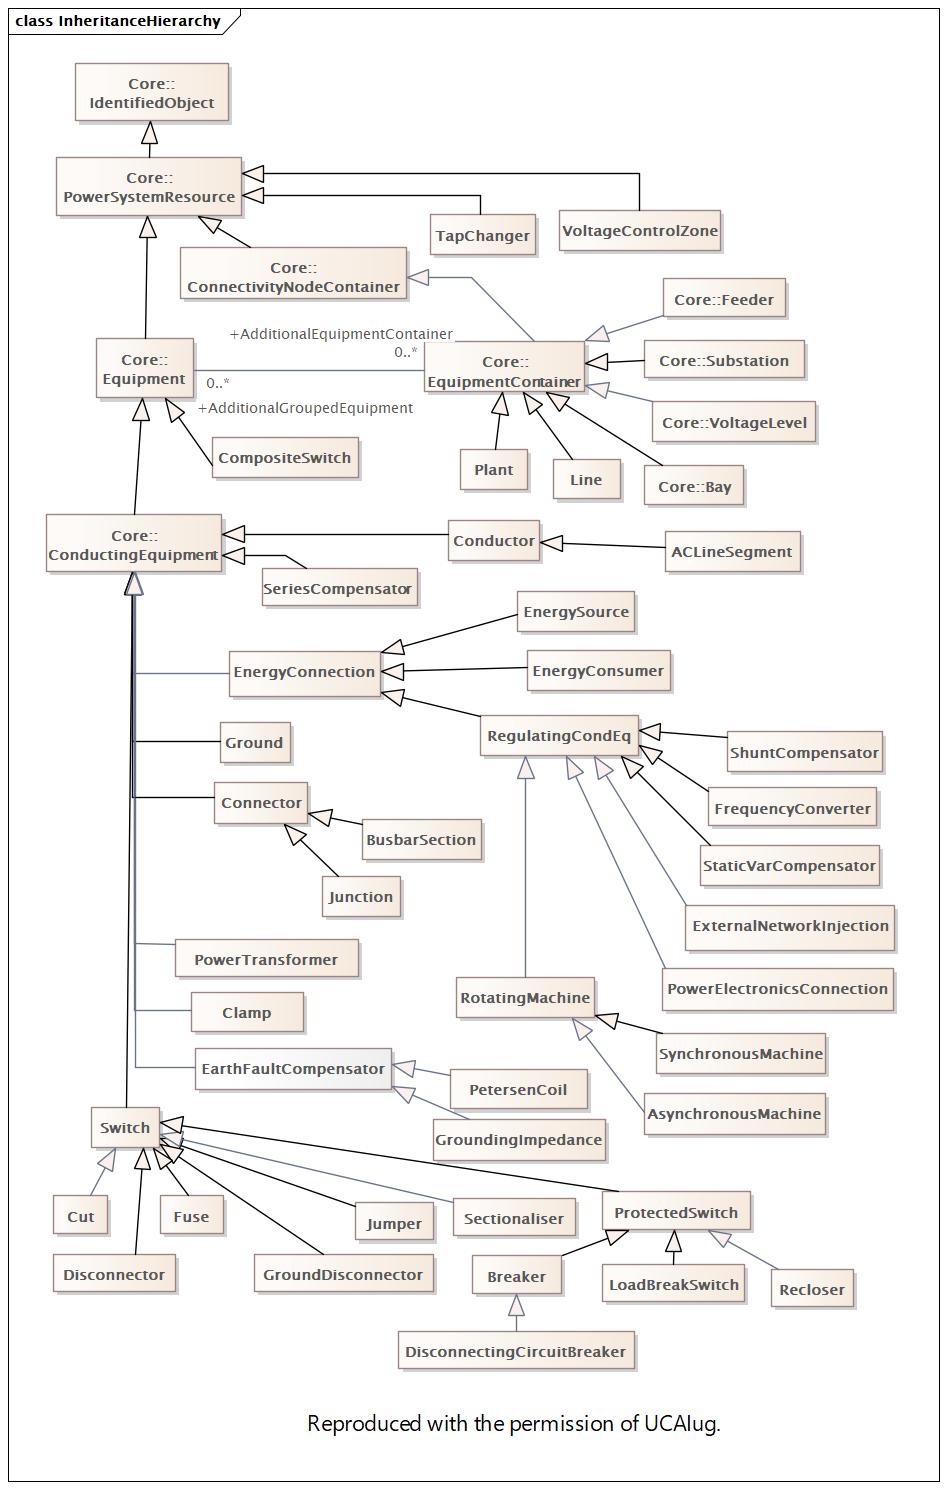 class InheritanceHierarchy
Core::
IdentifiedObject
Core::
PowerSystemResource
TapChanger
VoltageControlZone
Core::
ConnectivityNodeContainer
Core::Feeder
+AdditionalEquipmentContainer
0..*
Core::
Equipment
Core::
EquipmentContainer
Core::Substation
0..*
+AdditionalGroupedEquipment
Core::VoltageLevel
CompositeSwitch
Plant
Line
Core::Bay
Core::
ConductingEquipment
Conductor
ACLineSegment
SeriesCompensator
EnergySource
EnergyConnection
EnergyConsumer
Ground
RegulatingCondEq
ShuntCompensator
Connector
FrequencyConverter
BusbarSection
StaticVarCompensator
Junction
ExternalNetworkInjection
PowerTransformer
RotatingMachine
PowerElectronicsConnection
Clamp
SynchronousMachine
EarthFaultCompensator
PetersenCoil
AsynchronousMachine
Switch
GroundingImpedance
Cut
Fuse
Jumper
Sectionaliser
ProtectedSwitch
Disconnector
GroundDisconnector
Breaker
LoadBreakSwitch
Recloser
DisconnectingCircuitBreaker
Reproduced with the permission of UCAIug.